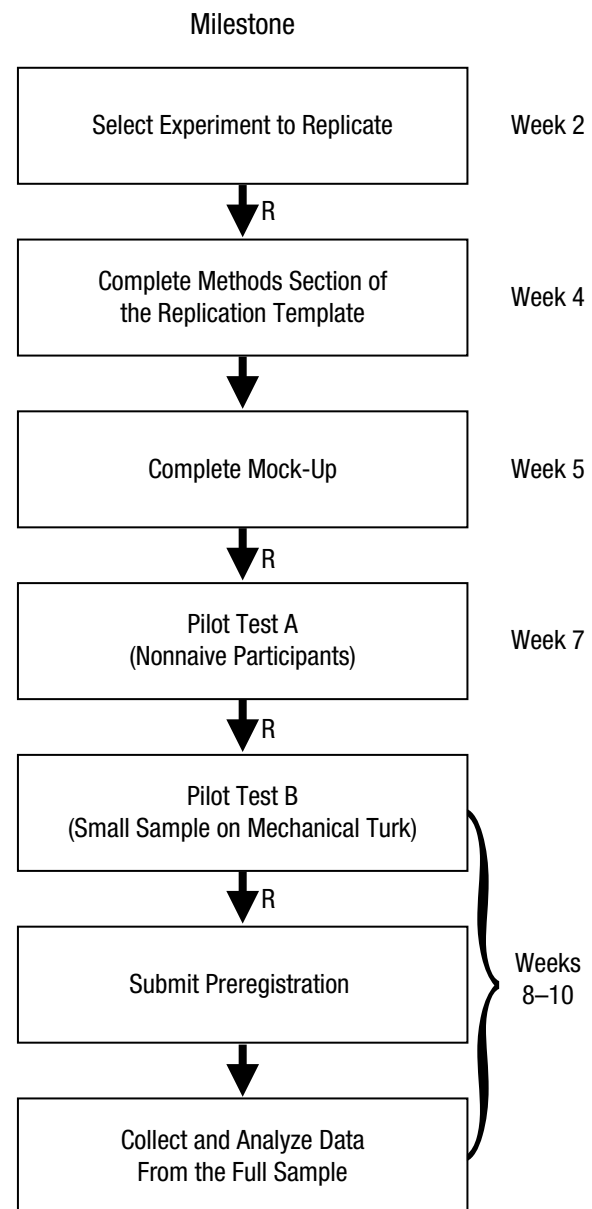 Milestone
Select Experiment to Replicate
Week 2
R
Complete Methods Section of
the Replication Template
Week 4
Complete Mock-Up
Week 5
R
Pilot Test A
(Nonnaive Participants)
Week 7
R
Pilot Test B
(Small Sample on Mechanical Turk)
R
Submit Preregistration
Weeks
8–10
Collect and Analyze Data
From the Full Sample